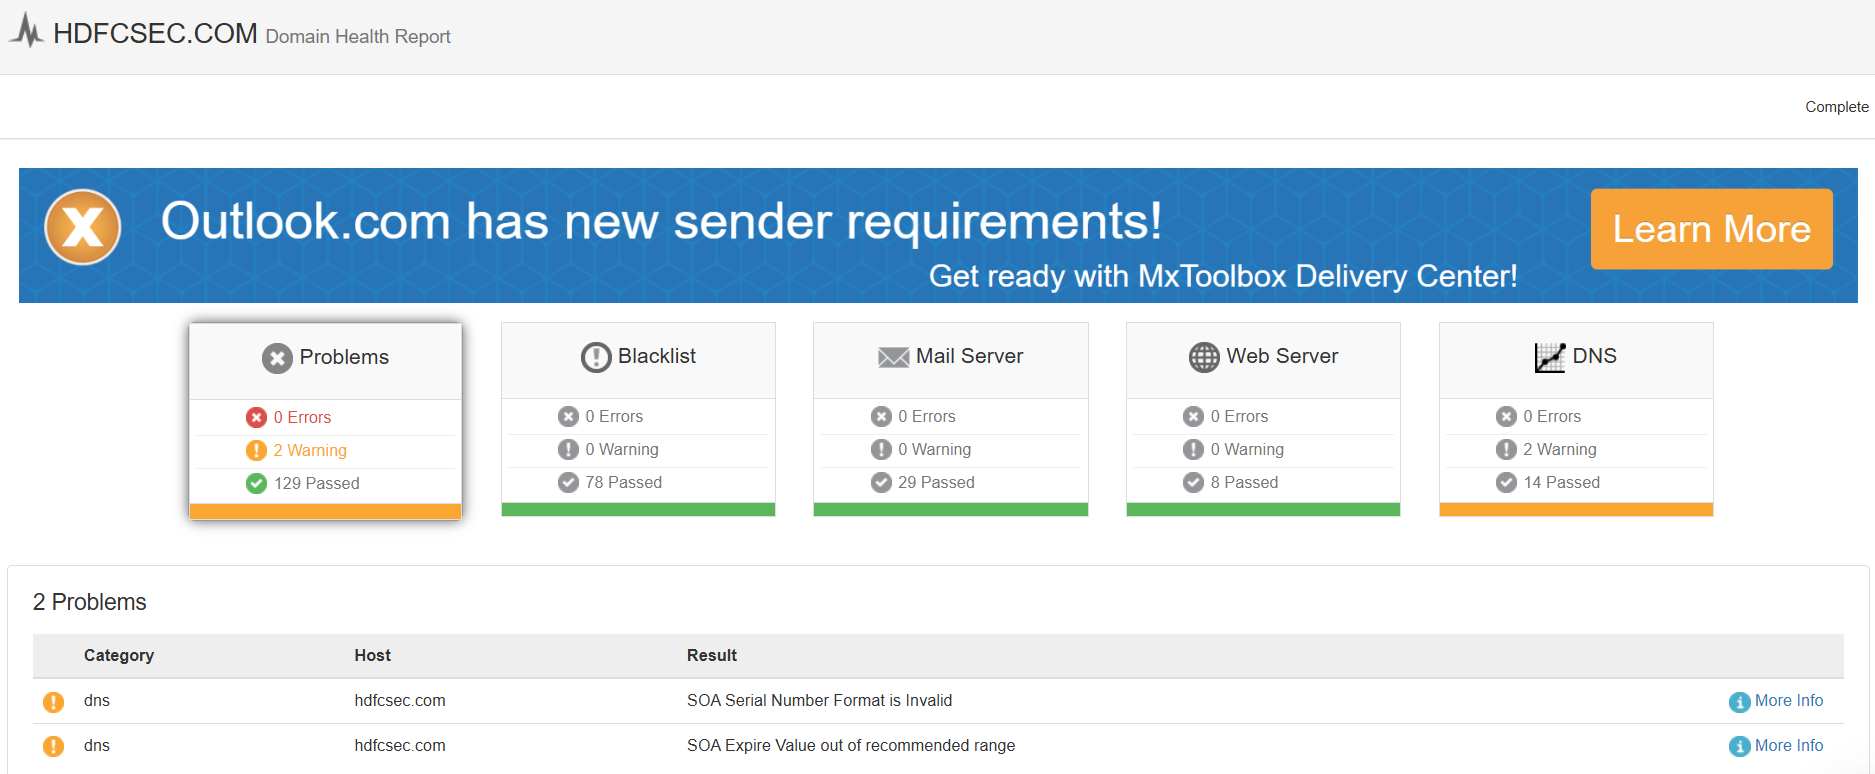 HDFCSEC.COM Domain Health Report
Complete
Outlook.com has new sender requirements!
Learn More
Get ready with MxToolbox Delivery Center!
Problems
0 Errors
2 Warning
129 Passed
Blacklist
0 Errors
0 Warning
78 Passed
Mail Server
0 Errors
0 Warning
29 Passed
Web Server
0 Errors
0 Warning
8 Passed
DNS
0 Errors
2 Warning
14 Passed
2 Problems
Category Host Result
dns hdfcsec.com SOA Serial Number Format is Invalid More Info
dns hdfcsec.com SOA Expire Value out of recommended range More Info